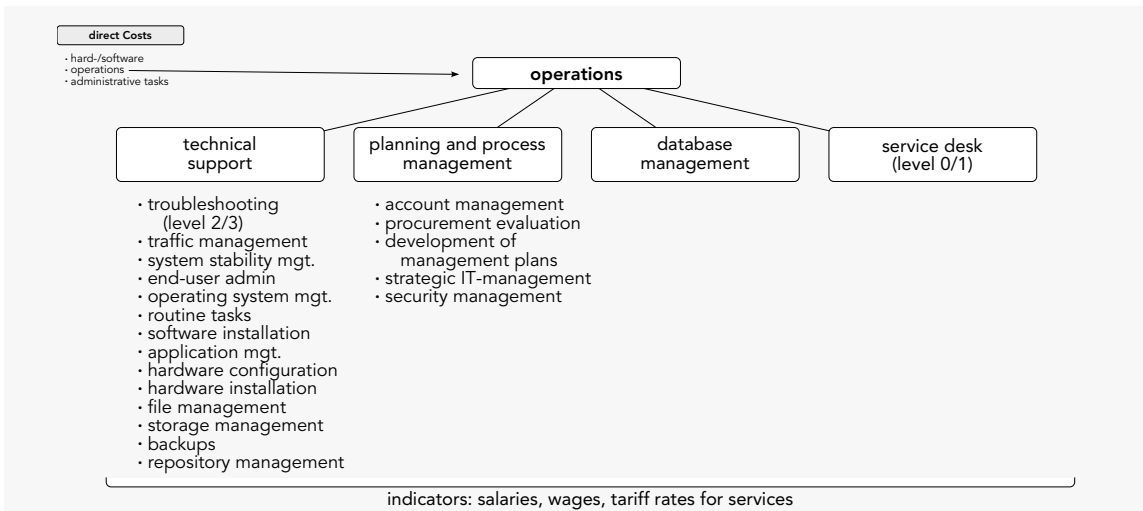 direct Costs
· hard-/software
· operations
· administrative tasks
operations
technical
support
planning and process
management
database
management
service desk
(level 0/1)
· troubleshooting
(level 2/3)
· traffic management
· system stability mgt.
· end-user admin
· operating system mgt.
· routine tasks
· software installation
· application mgt.
· hardware configuration
· hardware installation
· file management
· storage management
· backups
· repository management
· account management
· procurement evaluation
· development of
management plans
· strategic IT-management
· security management
indicators: salaries, wages, tariff rates for services